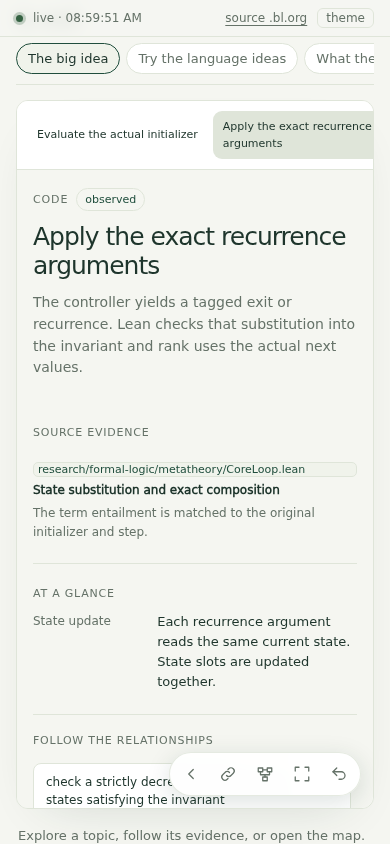 live · 08:59:51 AM
source .bl.org
theme
The big idea
Try the language ideas
What the
Evaluate the actual initializer
Apply the exact recurrence
arguments
CODE
observed
Apply the exact recurrence
arguments
The controller yields a tagged exit or
recurrence. Lean checks that substitution into
the invariant and rank uses the actual next
values.
SOURCE EVIDENCE
research/formal-logic/metatheory/CoreLoop.lean
State substitution and exact composition
The term entailment is matched to the original
initializer and step.
AT A GLANCE
State update
Each recurrence argument
reads the same current state.
State slots are updated
together.
FOLLOW THE RELATIONSHIPS
check a strictly
states satisfying the invariant
Explore a topic, follow its evidence, or open the map.